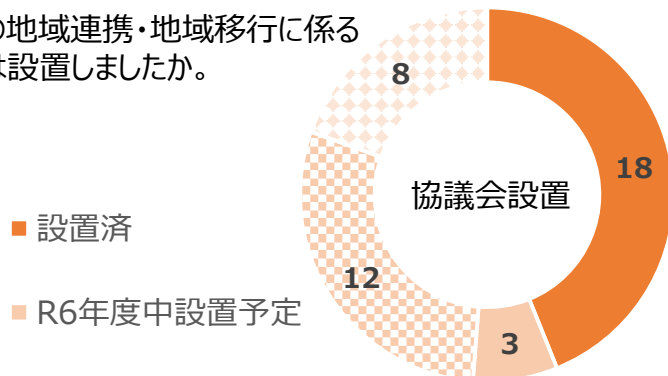 の地域連携・地域移行に係る
は設置しましたか。
8
18
協議会設置
設置済
12
R6年度中設置予定
3